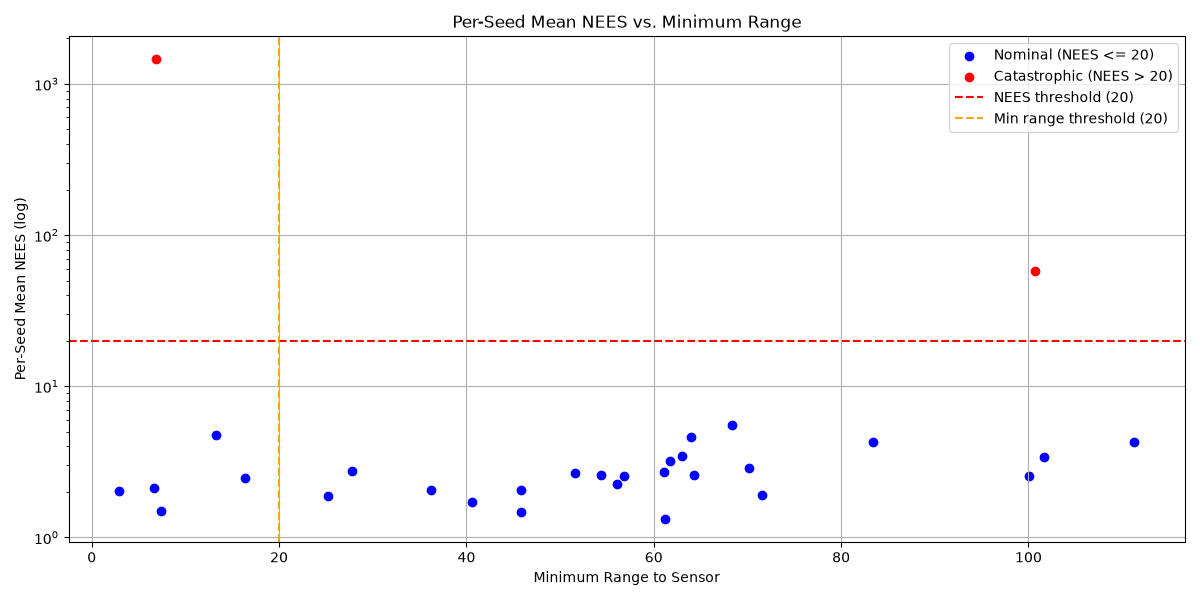 Per-Seed Mean NEES vs. Minimum Range
Nominal (NEES <= 20)
Catastrophic (NEES > 20)
NEES threshold (20)
Min range threshold (20)
Per-Seed Mean NEES (log)
10³
10²
10¹
10⁰
0 20 40 60 80 100
Minimum Range to Sensor